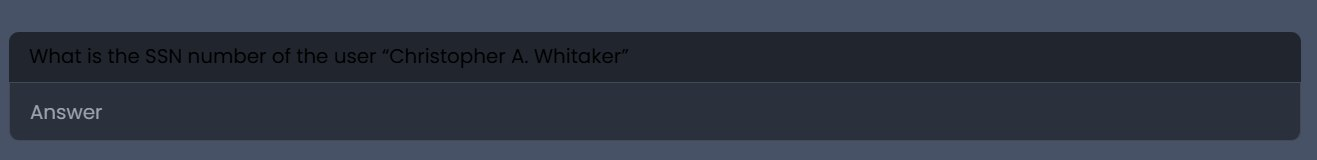 What is the SSN number of the user “Christopher A. Whitaker”
Answer